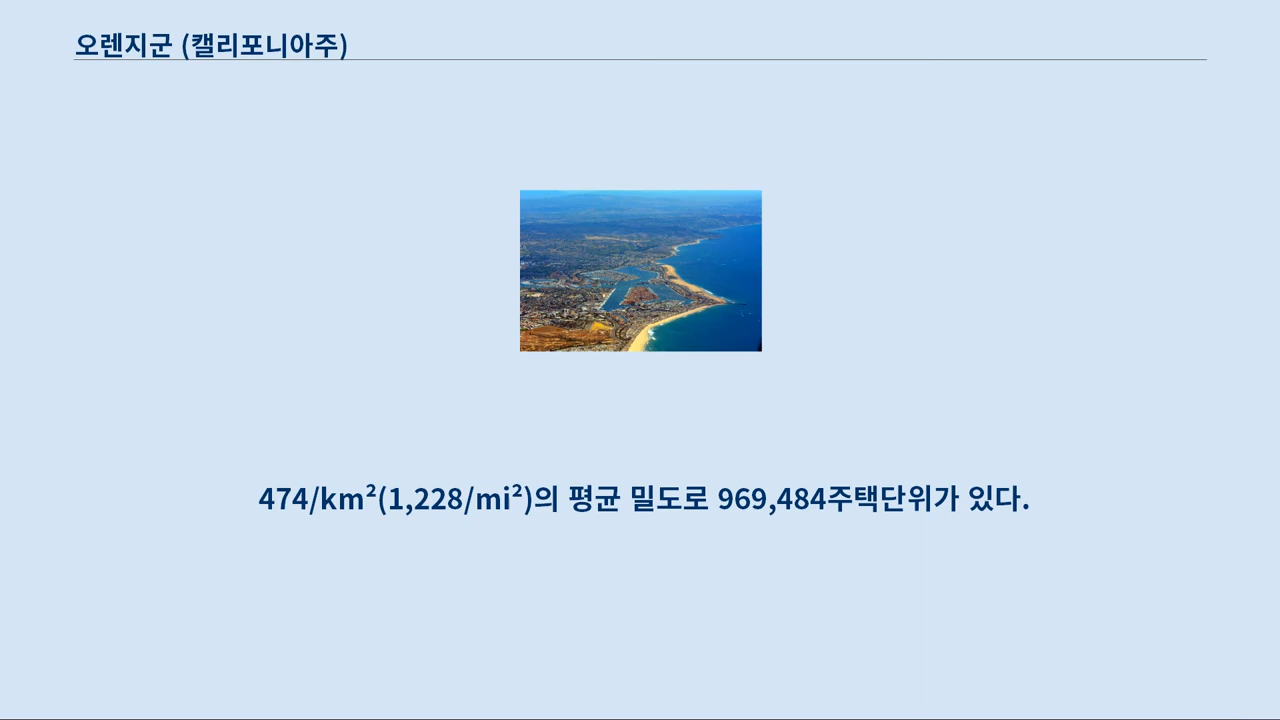 오렌지군 (캘리포니아주)
474/km²(1,228/mi²)의 평균 밀도로 969,484주택단위가 있다.